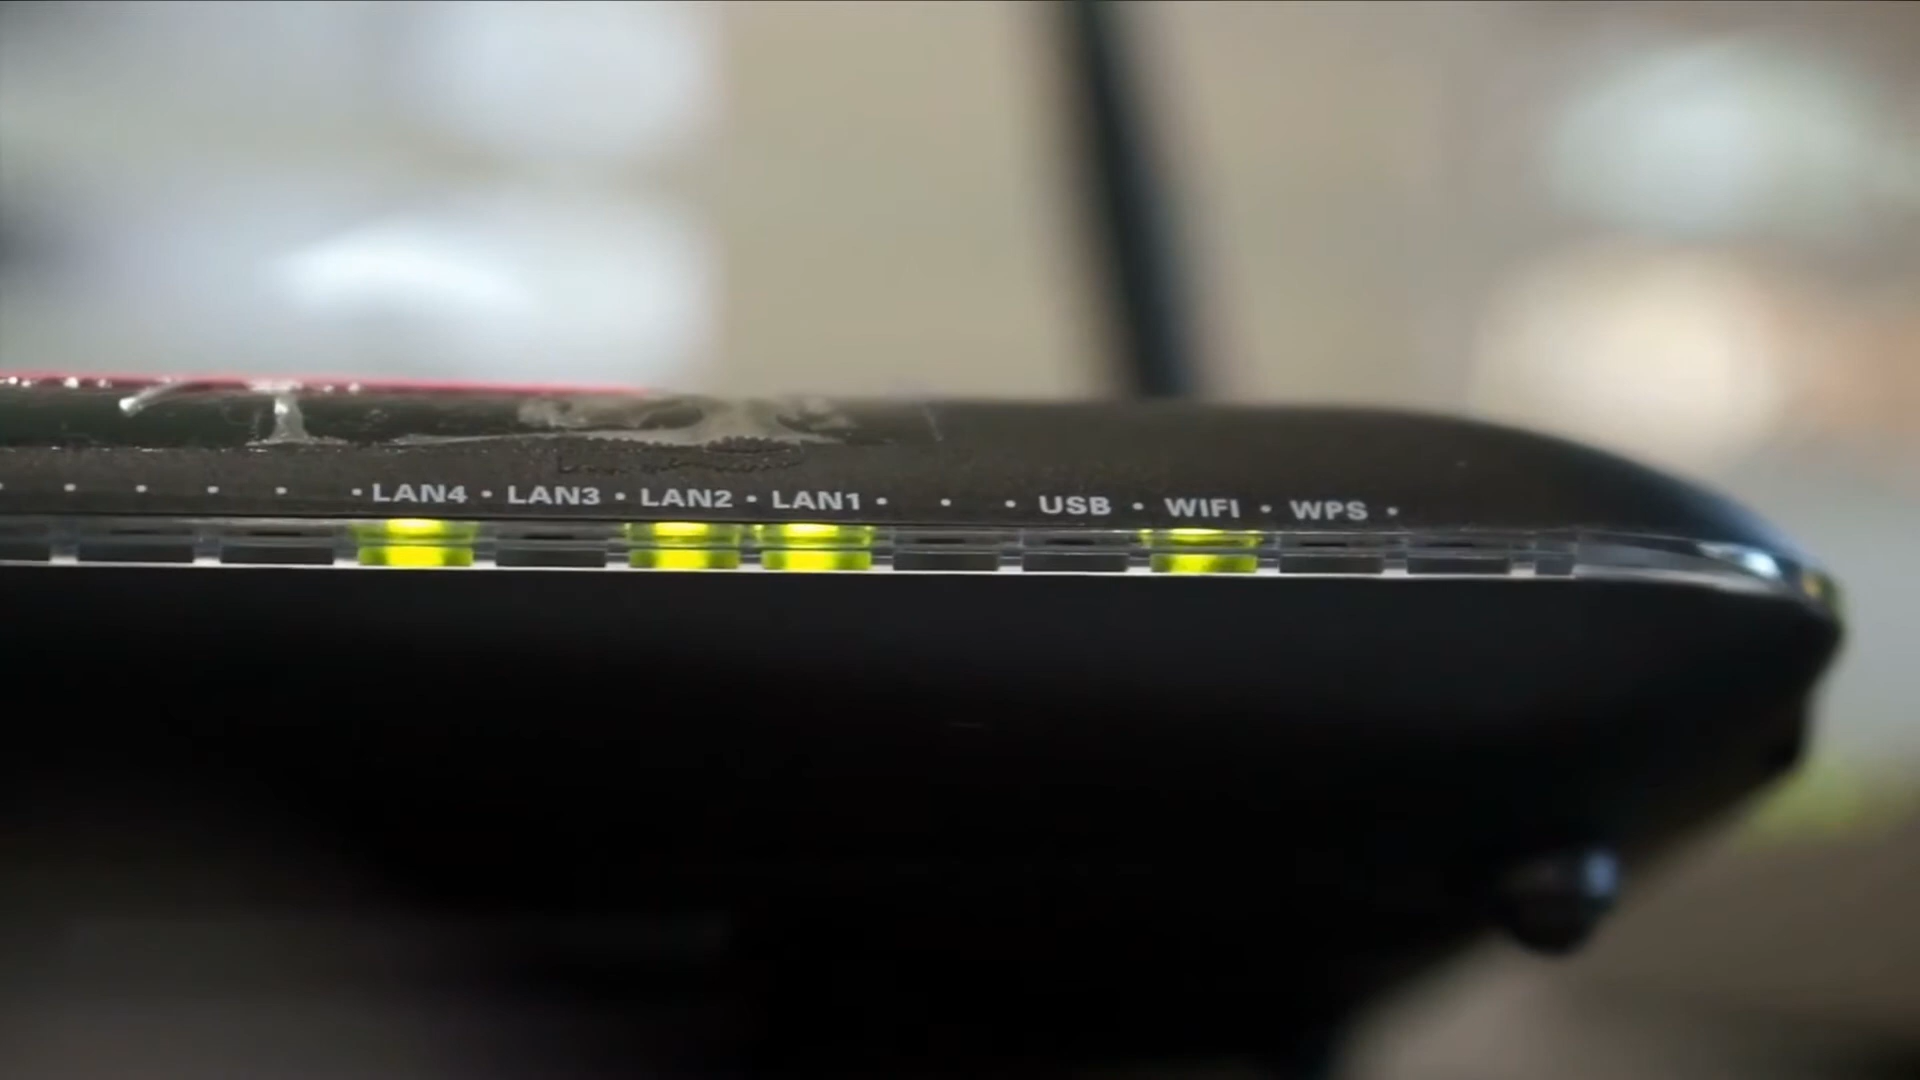 • • • • • • LAN4 • LAN3 • LAN2 • LAN1 • • • USB • WIFI • WPS •